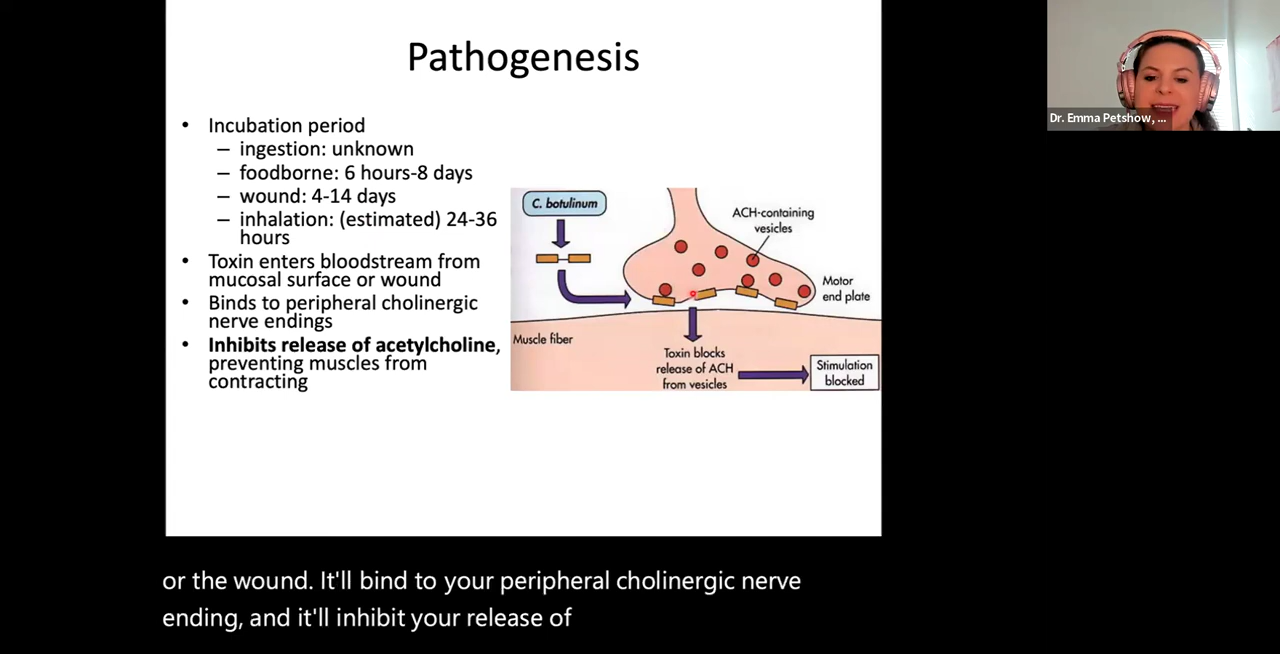 Pathogenesis
Dr. Emma Petshow, ...
• Incubation period
– ingestion: unknown
– foodborne: 6 hours-8 days
– wound: 4-14 days
– inhalation: (estimated) 24-36
hours
• Toxin enters bloodstream from
mucosal surface or wound
• Binds to peripheral cholinergic
nerve endings
• Inhibits release of acetylcholine,
preventing muscles from
contracting
C. botulinum
ACH-containing
vesicles
Motor
end plate
Muscle fiber
Toxin blocks
release of ACH
from vesicles
Stimulation
blocked
or the wound. It'll bind to your peripheral cholinergic nerve
ending, and it'll inhibit your release of